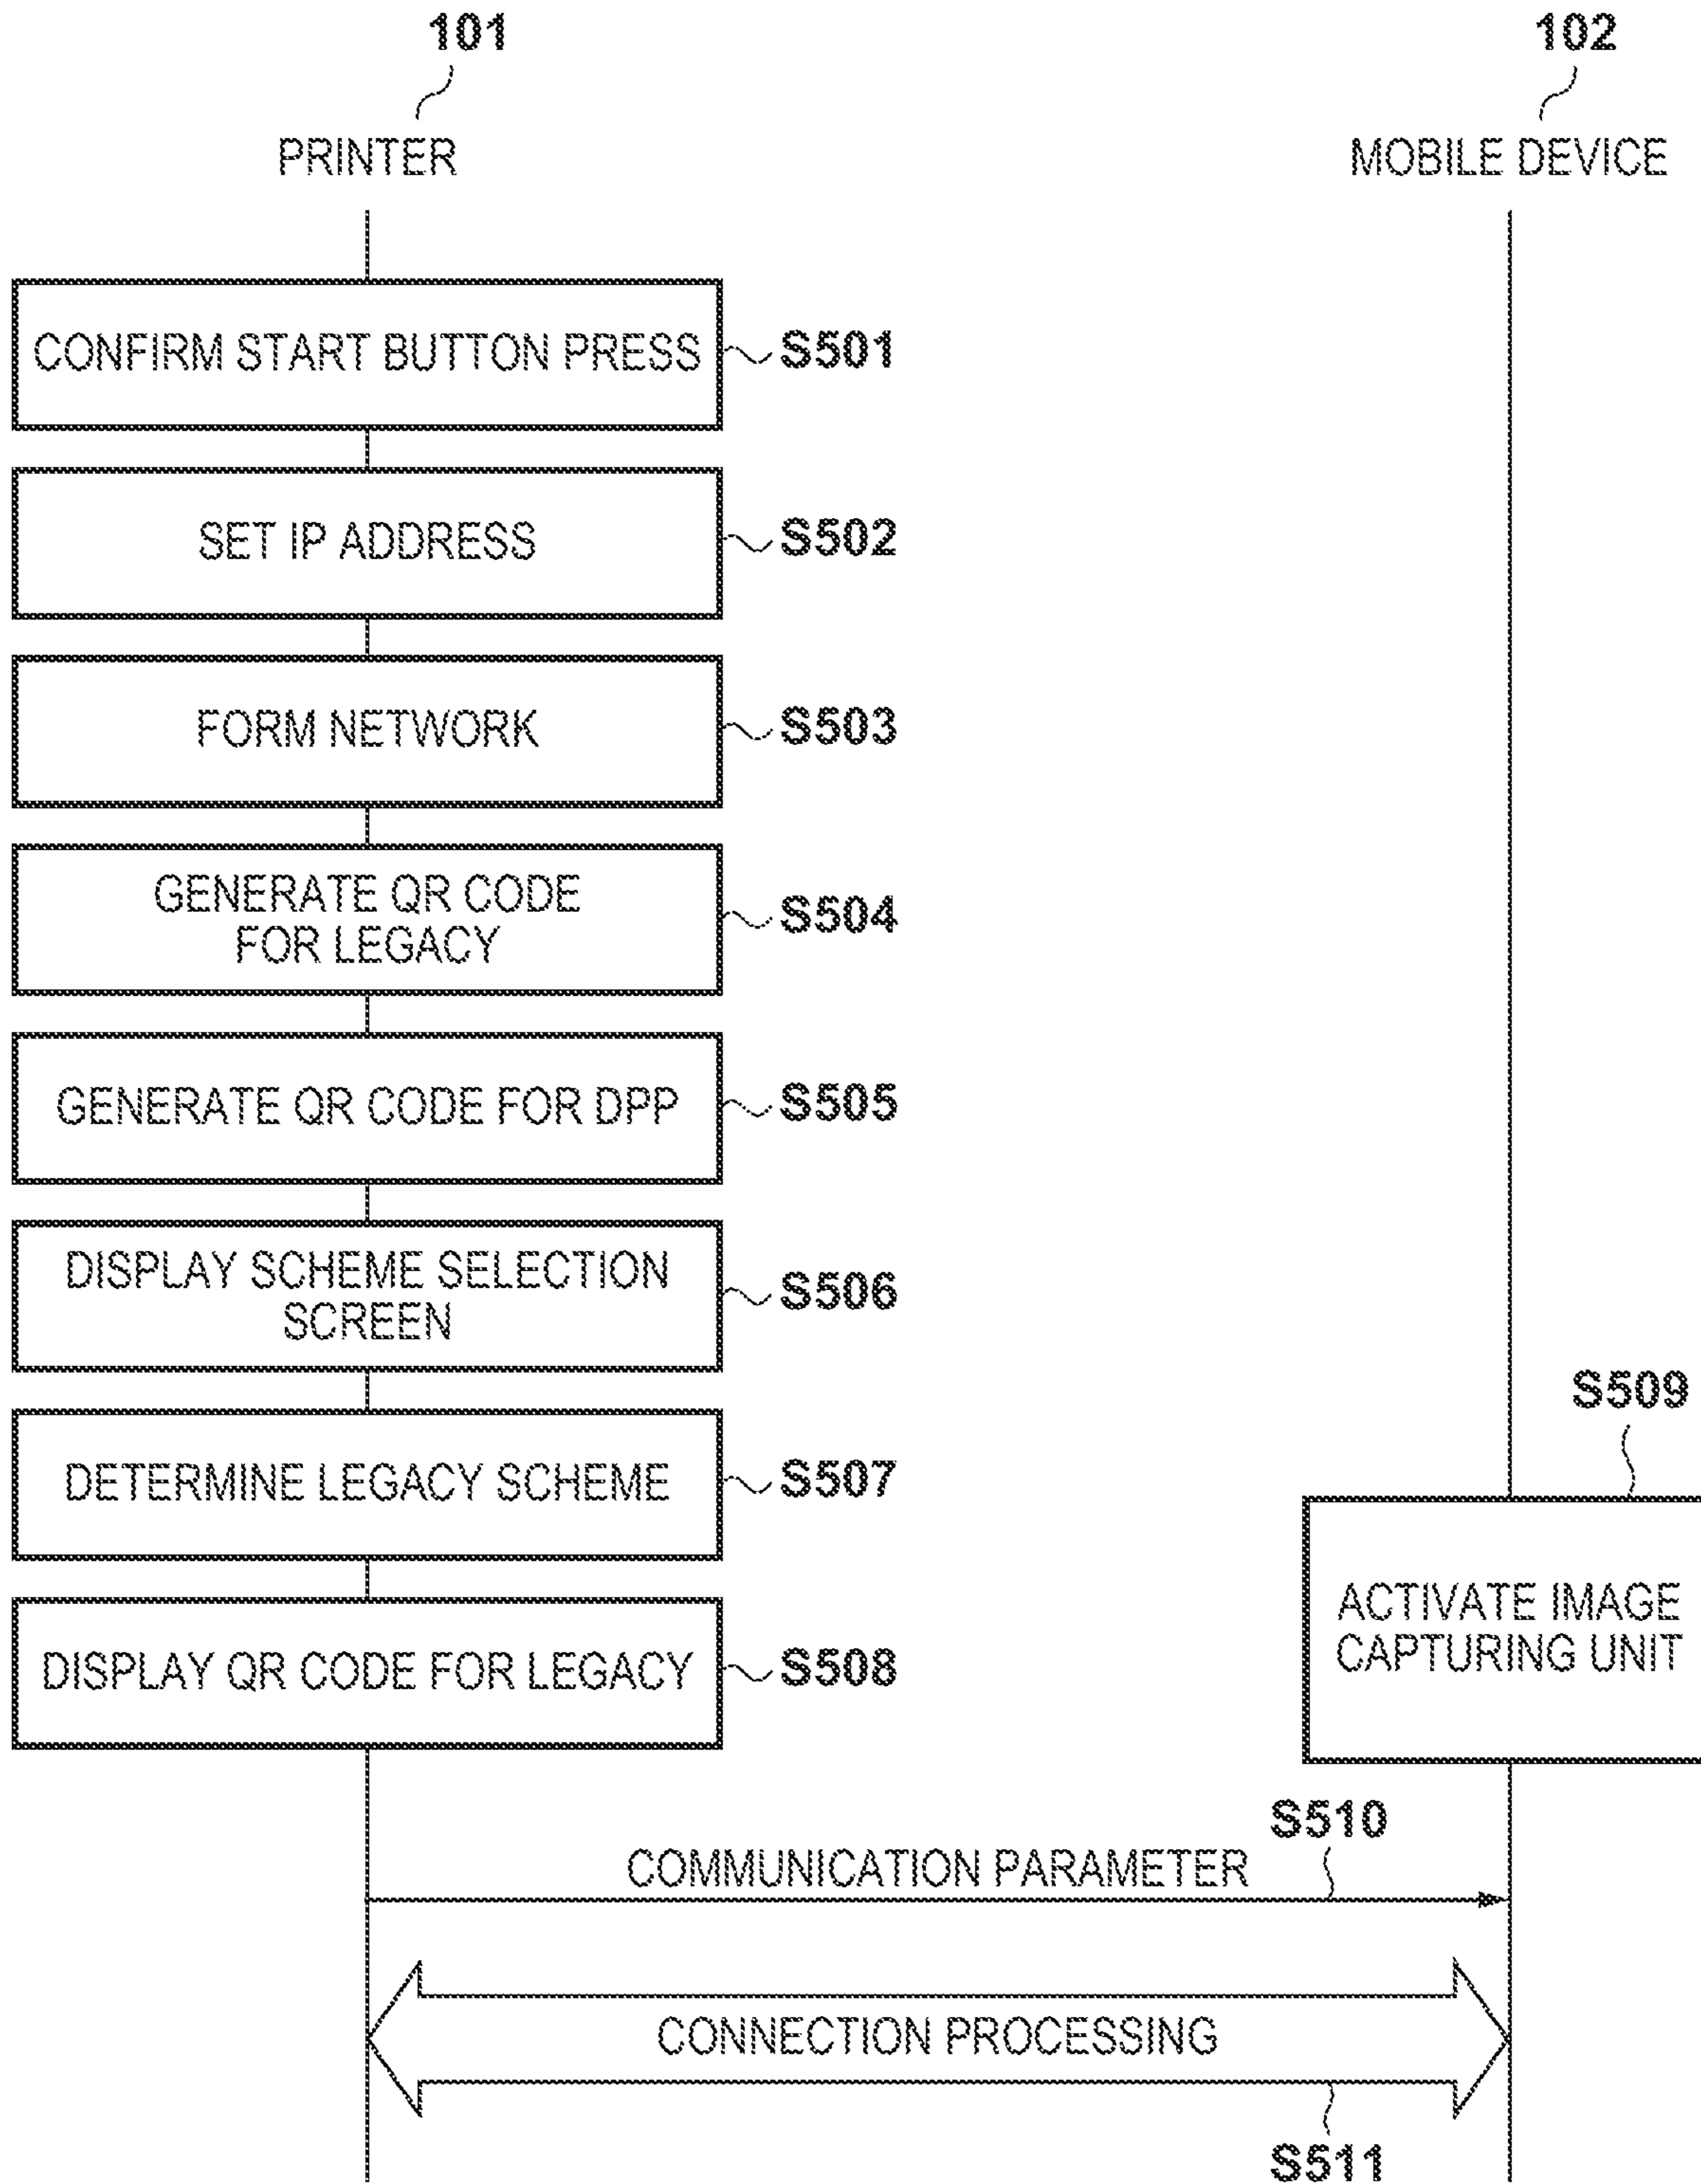 101
102
PRINTER
MOBILE DEVICE
CONFIRM START BUTTON PRESS
S501
SET IP ADDRESS
S502
FORM NETWORK
S503
GENERATE QR CODE
FOR LEGACY
S504
GENERATE QR CODE FOR DPP
S505
DISPLAY SCHEME SELECTION
SCREEN
S506
DETERMINE LEGACY SCHEME
S507
S509
ACTIVATE IMAGE
CAPTURING UNIT
DISPLAY QR CODE FOR LEGACY
S508
S510
COMMUNICATION PARAMETER
CONNECTION PROCESSING
S511